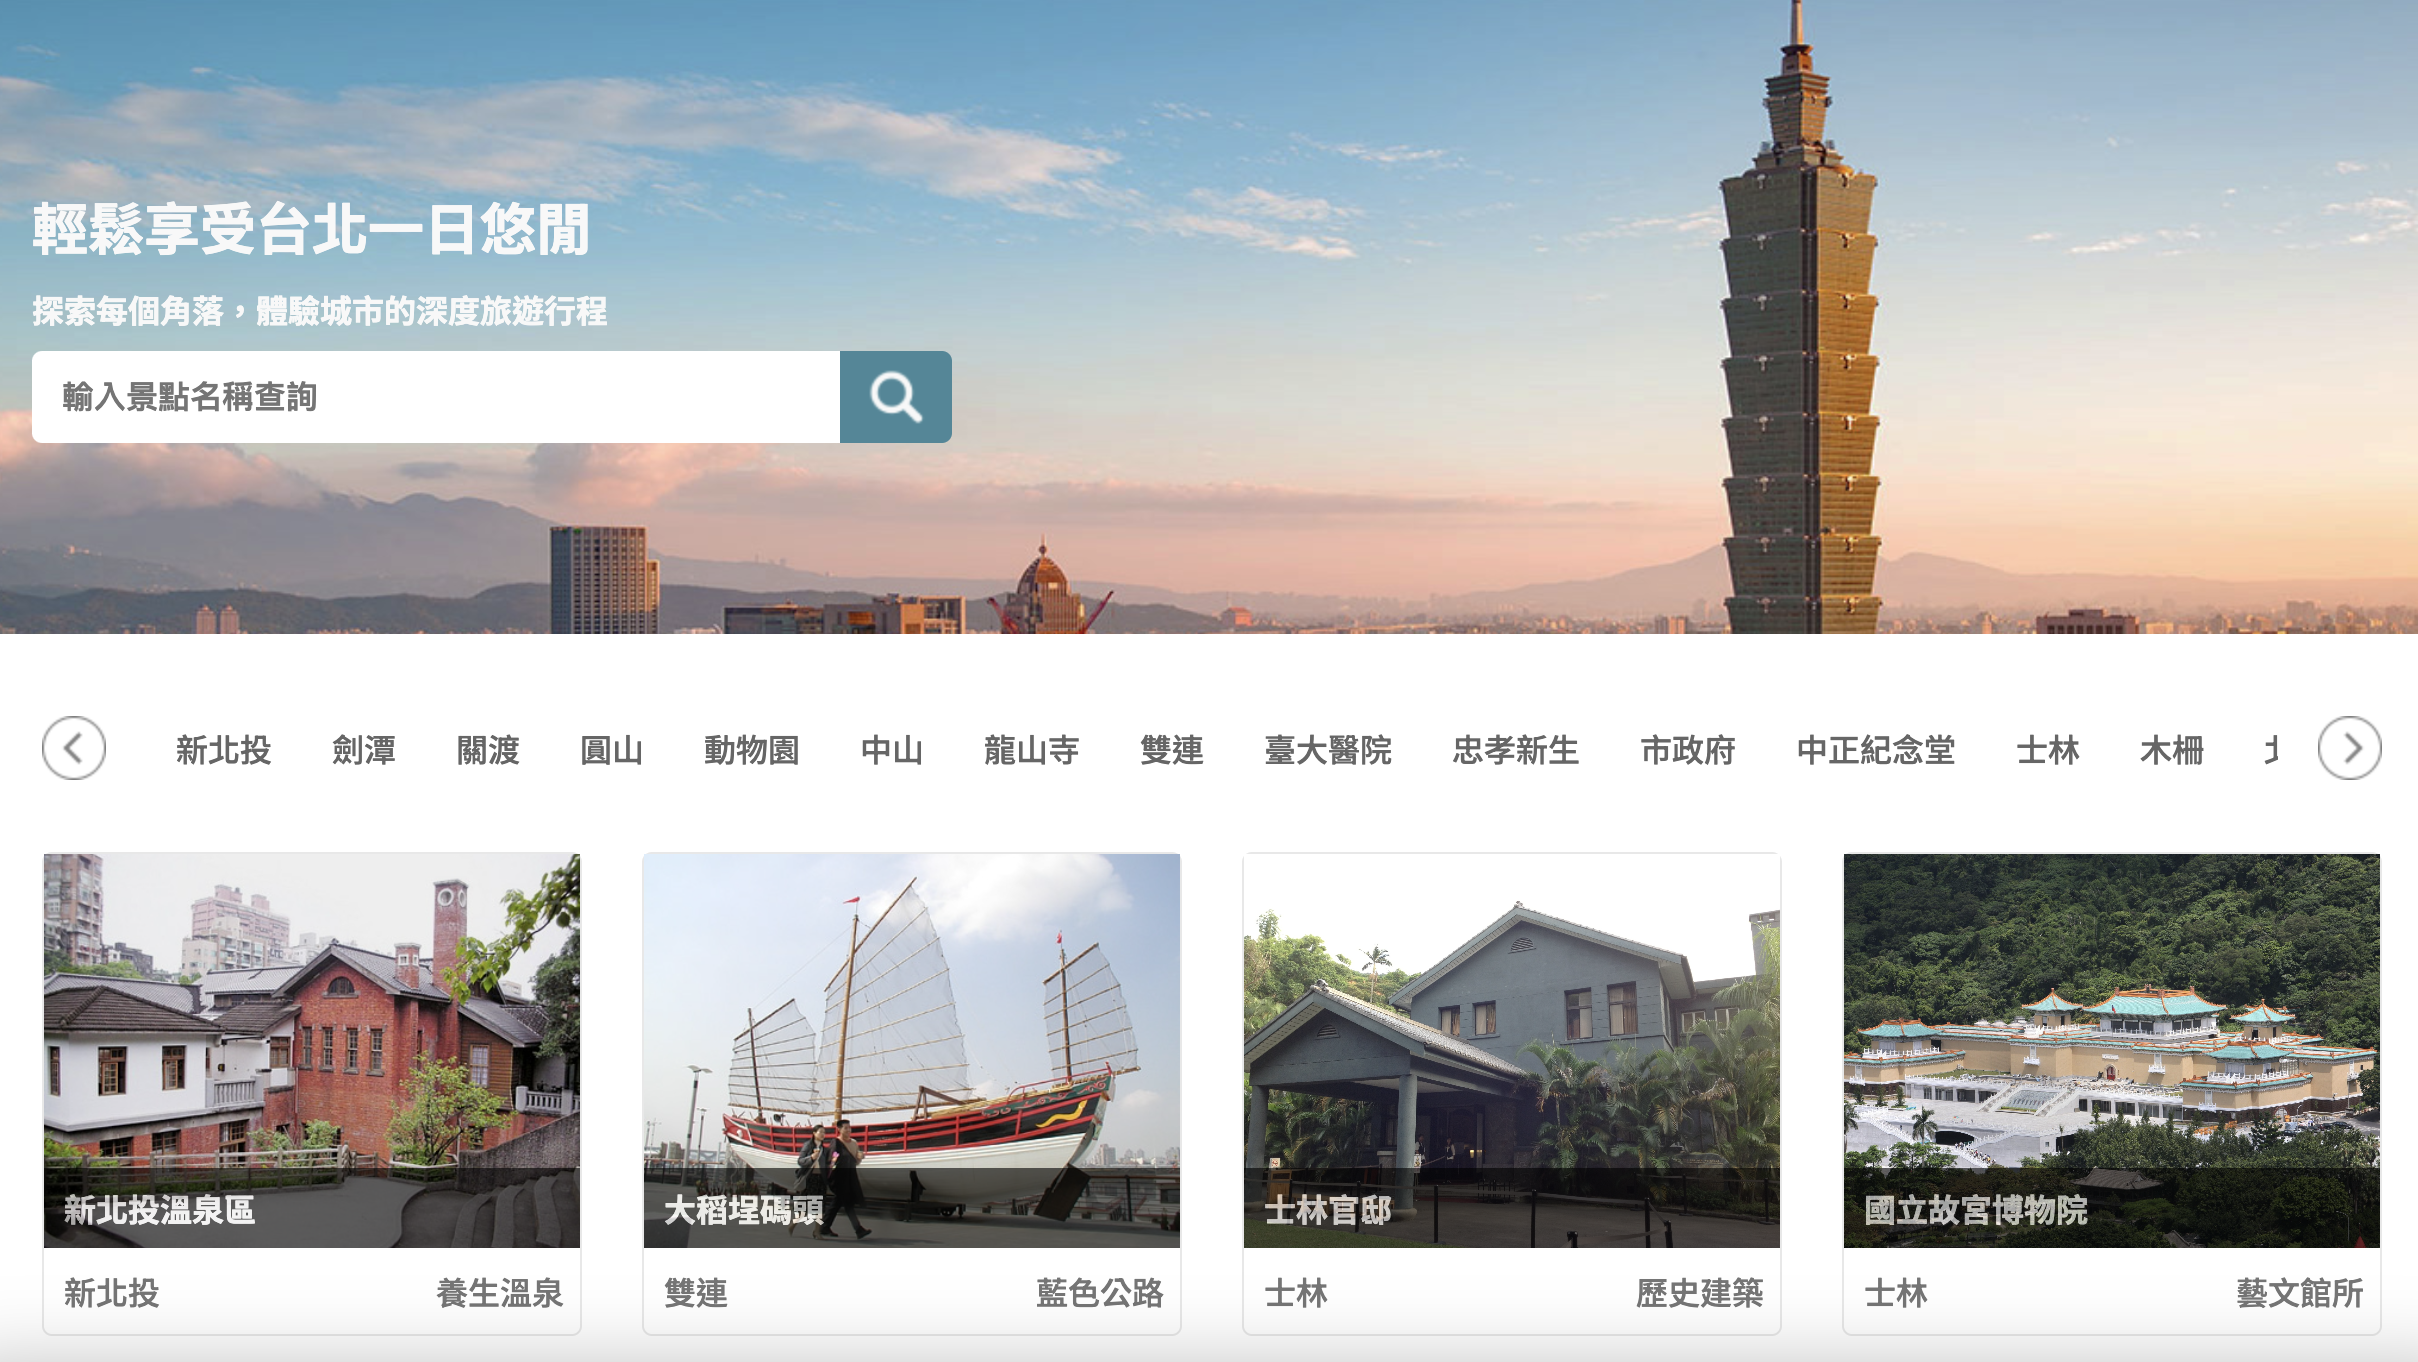 輕鬆享受台北一日悠閒
探索每個角落，體驗城市的深度旅遊行程
輸入景點名稱查詢
新北投 劍潭 關渡 圓山 動物園 中山 龍山寺 雙連 臺大醫院 忠孝新生 市政府 中正紀念堂 士林 木柵
新北投溫泉區
新北投 養生溫泉
大稻埕碼頭
雙連 藍色公路
士林官邸
士林 歷史建築
國立故宮博物院
士林 藝文館所